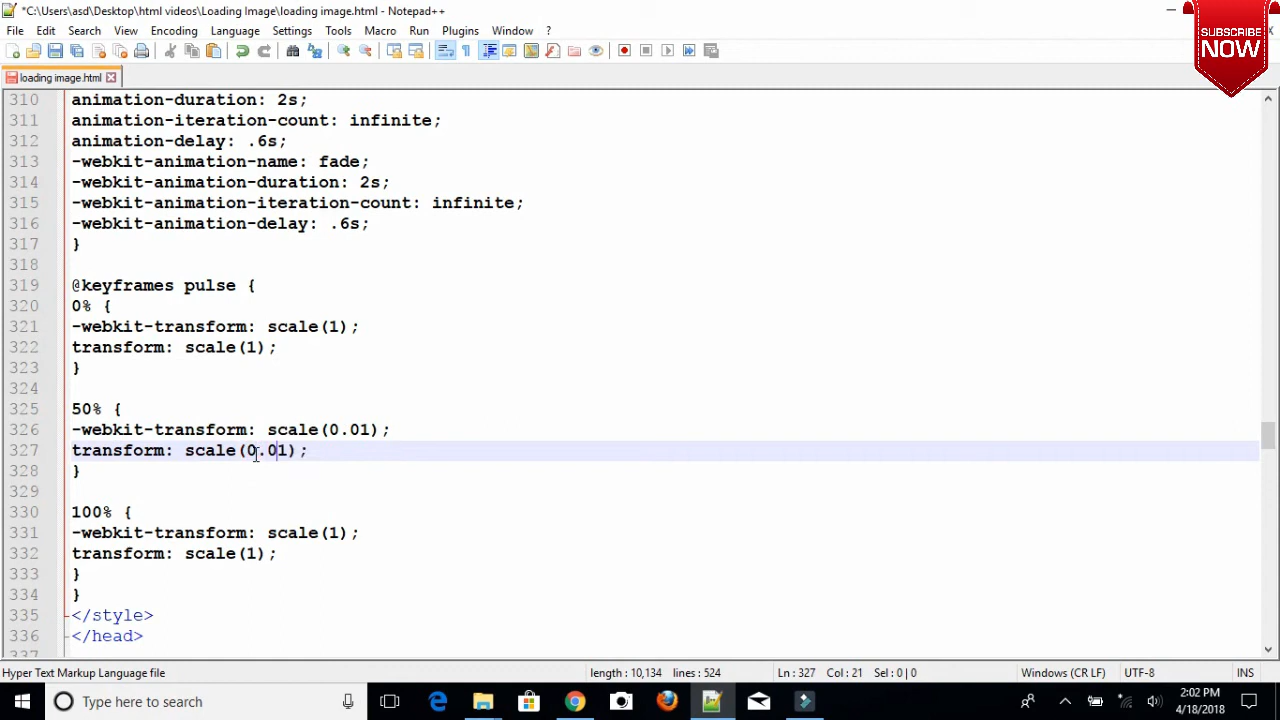 *C:\Users\asd\Desktop\html videos\Loading Image\loading image.html - Notepad++
SUBSCRIBE
NOW
File Edit Search View Encoding Language Settings Tools Macro Run Plugins Window ?
loading image.html
310 animation-duration: 2s;
311 animation-iteration-count: infinite;
312 animation-delay: .6s;
313 -webkit-animation-name: fade;
314 -webkit-animation-duration: 2s;
315 -webkit-animation-iteration-count: infinite;
316 -webkit-animation-delay: .6s;
317 }
318
319 @keyframes pulse {
320 0% {
321 -webkit-transform: scale(1);
322 transform: scale(1);
323 }
324
325 50% {
326 -webkit-transform: scale(0.01);
327 transform: scale(0.01);
328 }
329
330 100% {
331 -webkit-transform: scale(1);
332 transform: scale(1);
333 }
334 }
335 </style>
336 </head>
337
Hyper Text Markup Language file length : 10,134 lines : 524 Ln : 327 Col : 21 Sel : 0 | 0 Windows (CR LF) UTF-8 INS
Type here to search
2:02 PM
4/18/2018